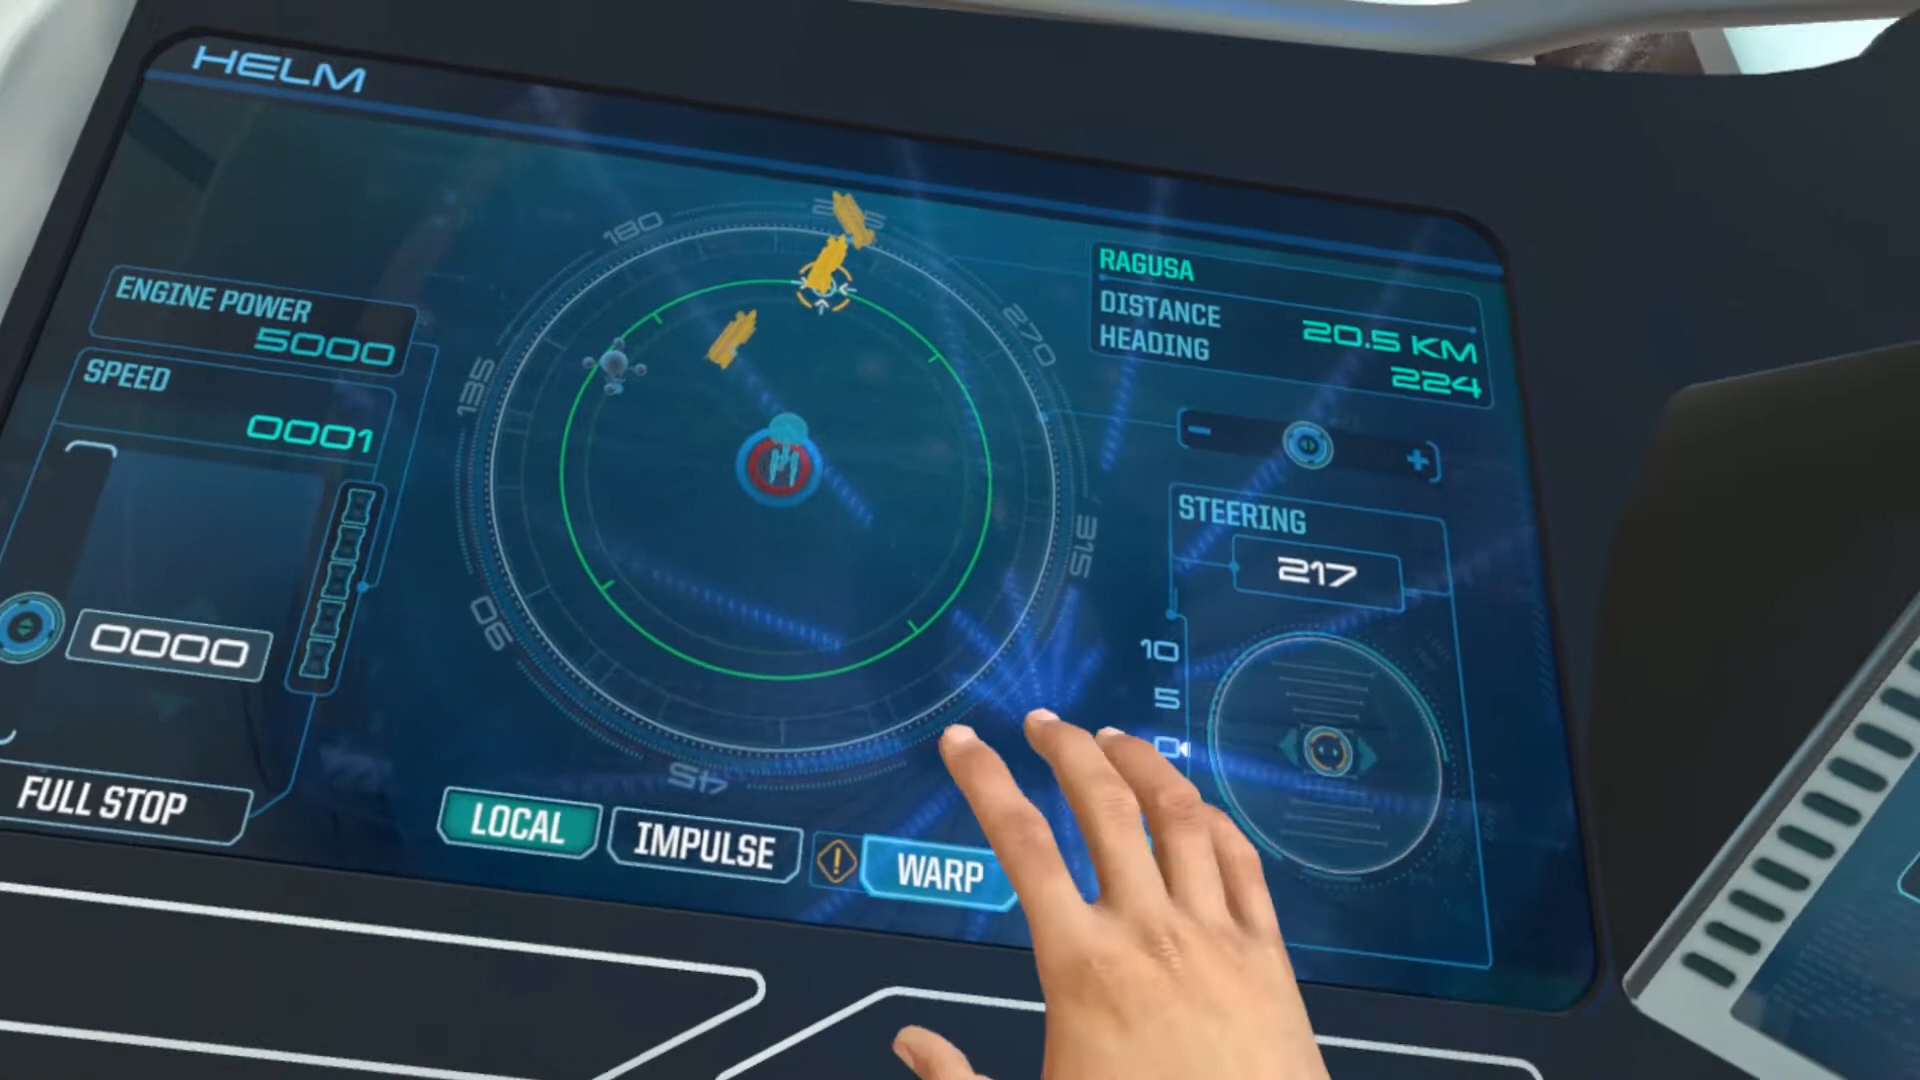 HELM
ENGINE POWER
5000
SPEED
0001
0000
FULL STOP
180
135
90
45
270
315
RAGUSA
DISTANCE 20.5 KM
HEADING 224
STEERING
217
10
5
0
LOCAL
IMPULSE
!
WARP